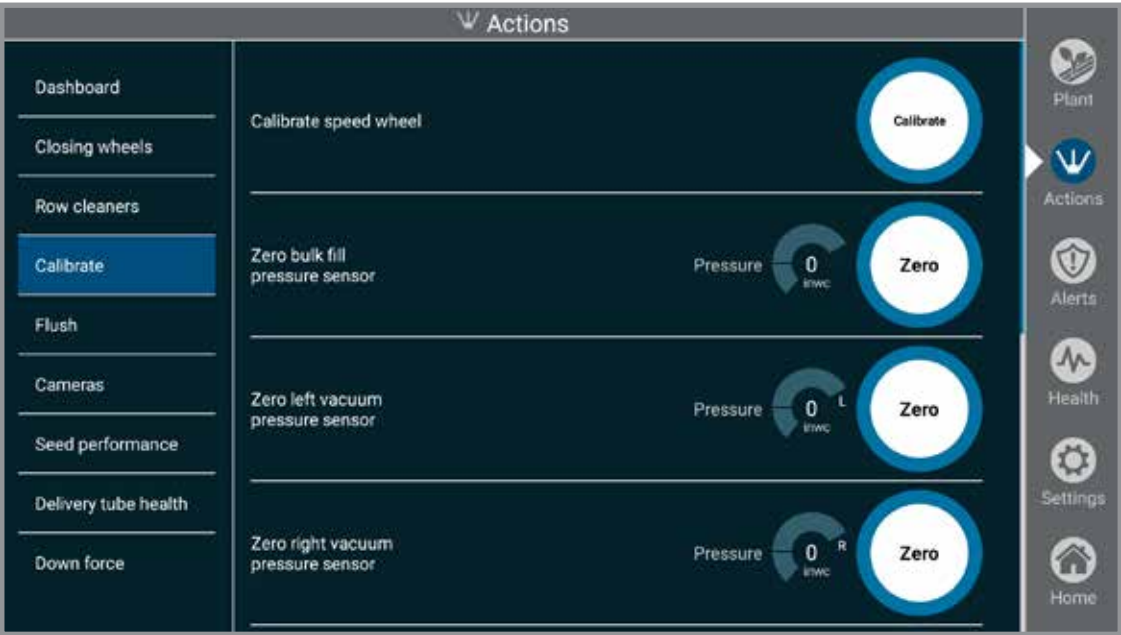 Actions
Dashboard
Closing wheels
Row cleaners
Calibrate
Flush
Cameras
Seed performance
Delivery tube health
Down force
Calibrate speed wheel
Calibrate
Zero bulk fill
pressure sensor
Pressure
0
inwc
Zero
Zero left vacuum
pressure sensor
Pressure
0
L
inwc
Zero
Zero right vacuum
pressure sensor
Pressure
0
R
inwc
Zero
Plant
Actions
Alerts
Health
Settings
Home